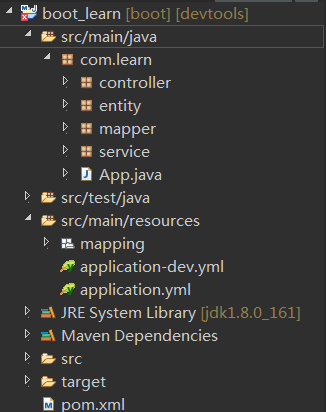 boot_learn [boot] [devtools]
src/main/java
com.learn
controller
entity
mapper
service
App.java
src/test/java
src/main/resources
mapping
application-dev.yml
application.yml
JRE System Library [jdk1.8.0_161]
Maven Dependencies
src
target
pom.xml